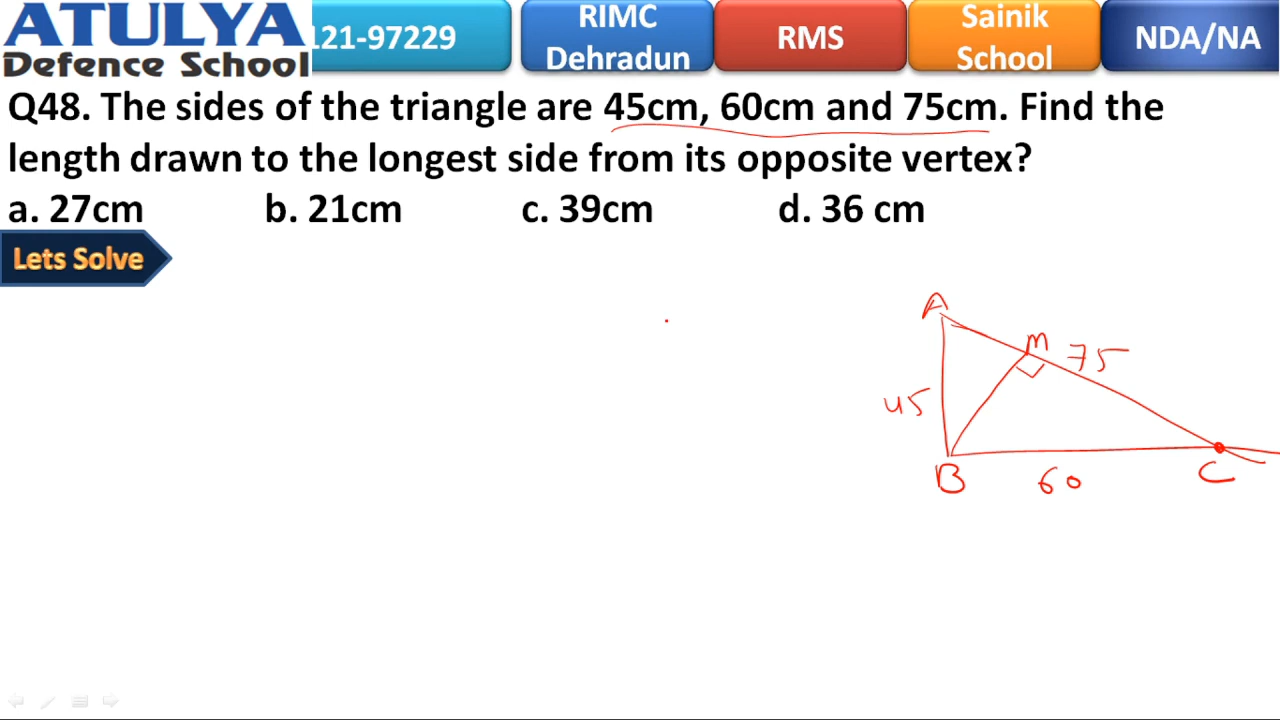 ATULYA
Defence School
121-97229
RIMC
Dehradun
RMS
Sainik
School
NDA/NA
Q48. The sides of the triangle are 45cm, 60cm and 75cm. Find the
length drawn to the longest side from its opposite vertex?
a. 27cm b. 21cm c. 39cm d. 36 cm
Lets Solve
A
M
75
45
B
60
C